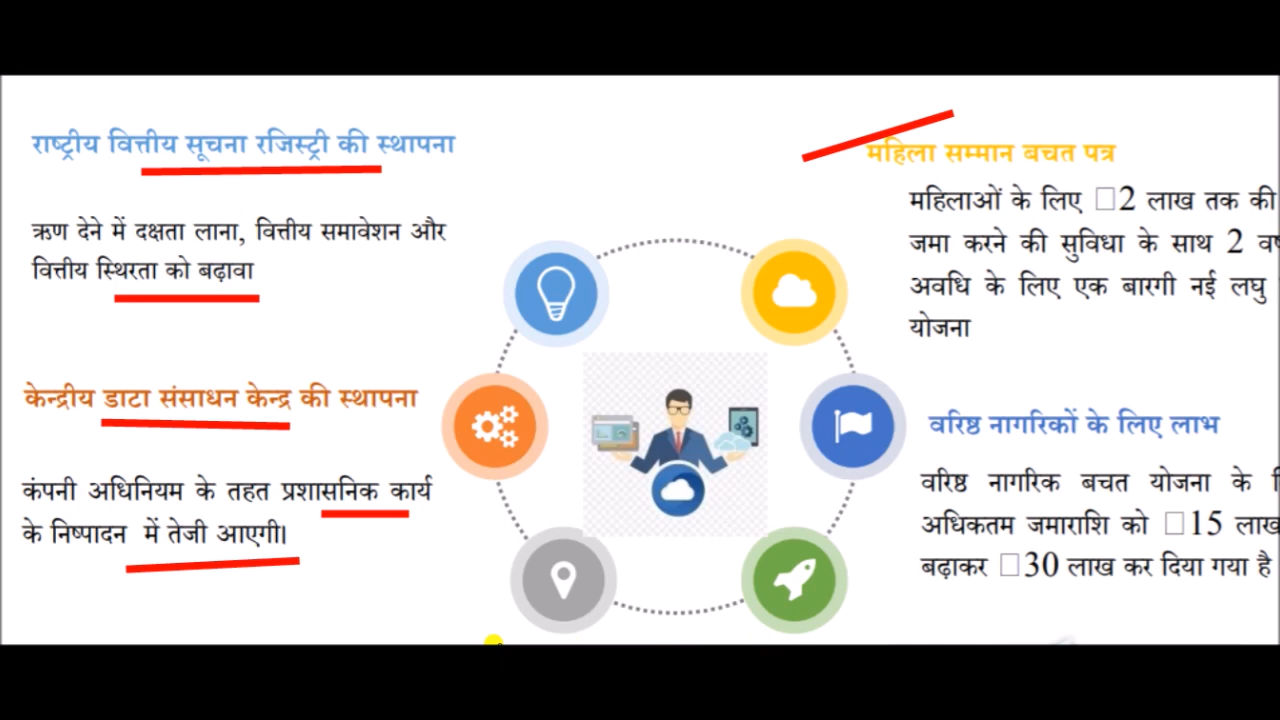 राष्ट्रीय वित्तीय सूचना रजिस्ट्री की स्थापना
ऋण देने में दक्षता लाना, वित्तीय समावेशन और
वित्तीय स्थिरता को बढ़ावा
केन्द्रीय डाटा संसाधन केन्द्र की स्थापना
कंपनी अधिनियम के तहत प्रशासनिक कार्य
के निष्पादन में तेजी आएगी।
महिला सम्मान बचत पत्र
महिलाओं के लिए □2 लाख तक की
जमा करने की सुविधा के साथ 2
अवधि के लिए एक बारगी नई लघु
योजना
वरिष्ठ नागरिकों के लिए लाभ
वरिष्ठ नागरिक बचत योजना के
अधिकतम जमाराशि को □15 लाख
बढ़ाकर □30 लाख कर दिया गया है